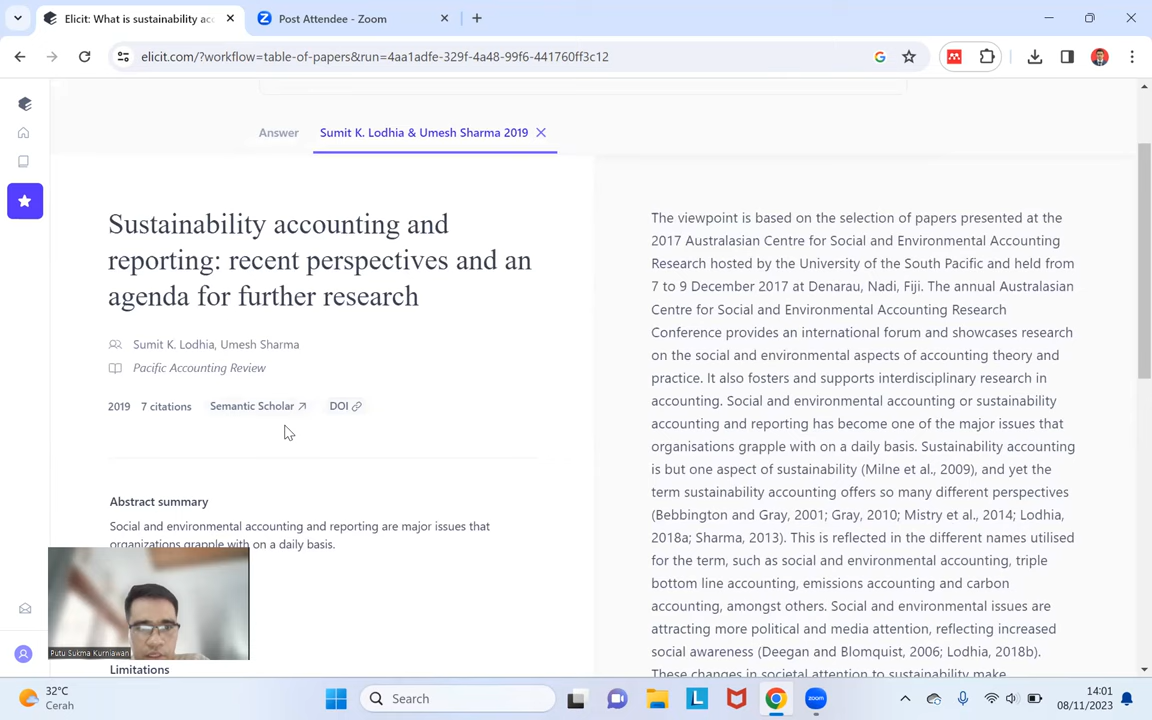 Elicit: What is sustainability acc
Post Attendee - Zoom
elicit.com/?workflow=table-of-papers&run=4aa1adfe-329f-4a48-99f6-441760ff3c12
Answer
Sumit K. Lodhia & Umesh Sharma 2019
Sustainability accounting and
reporting: recent perspectives and an
agenda for further research
Sumit K. Lodhia, Umesh Sharma
Pacific Accounting Review
2019 7 citations Semantic Scholar DOI
Abstract summary
Social and environmental accounting and reporting are major issues that
organizations grapple with on a daily basis.
Limitations
The viewpoint is based on the selection of papers presented at the
2017 Australasian Centre for Social and Environmental Accounting
Research hosted by the University of the South Pacific and held from
7 to 9 December 2017 at Denarau, Nadi, Fiji. The annual Australasian
Centre for Social and Environmental Accounting Research
Conference provides an international forum and showcases research
on the social and environmental aspects of accounting theory and
practice. It also fosters and supports interdisciplinary research in
accounting. Social and environmental accounting or sustainability
accounting and reporting has become one of the major issues that
organisations grapple with on a daily basis. Sustainability accounting
is but one aspect of sustainability (Milne et al., 2009), and yet the
term sustainability accounting offers so many different perspectives
(Bebbington and Gray, 2001; Gray, 2010; Mistry et al., 2014; Lodhia,
2018a; Sharma, 2013). This is reflected in the different names utilised
for the term, such as social and environmental accounting, triple
bottom line accounting, emissions accounting and carbon
accounting, amongst others. Social and environmental issues are
attracting more political and media attention, reflecting increased
social awareness (Deegan and Blomquist, 2006; Lodhia, 2018b).
These changes in societal attention to sustainability make
Putu Sukma Kurniawan
32°C
Cerah
Search
zoom
14:01
08/11/2023